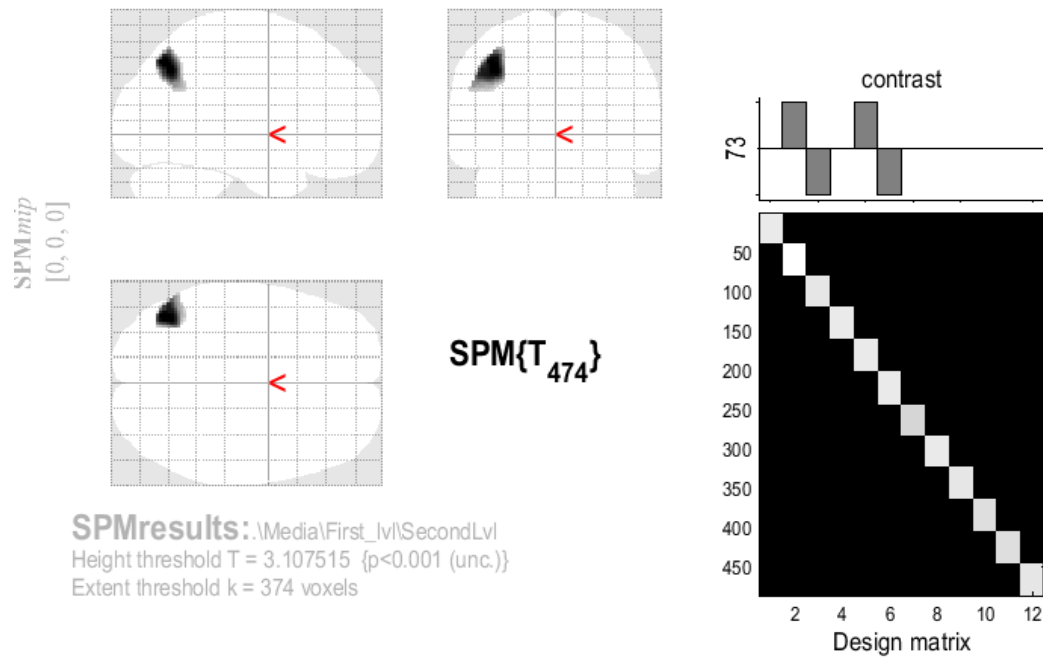 SPMmip
[0, 0, 0]
<
<
<
SPM{T474}
SPMresults:.\Media\First_lvl\SecondLvl
Height threshold T = 3.107515 {p<0.001 (unc.)}
Extent threshold k = 374 voxels
contrast
73
50
100
150
200
250
300
350
400
450
2 4 6 8 10 12
Design matrix